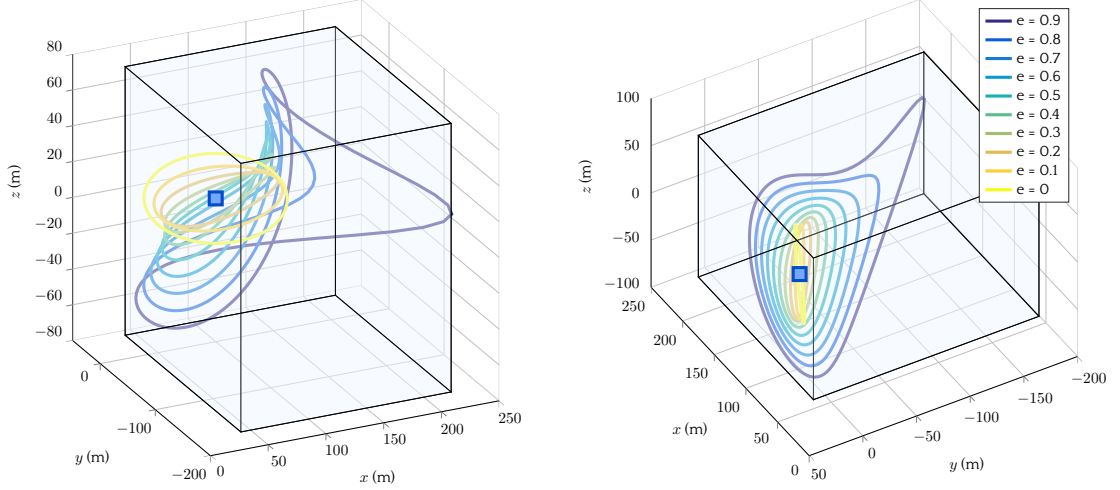 80
60
40
20
0
−20
−40
−60
−80
z (m)
0
−100
−200
y (m)
0
50
100
150
200
250
x (m)
100
50
0
−50
−100
z (m)
250
200
150
100
50
0
x (m)
50
0
−50
−100
−150
−200
y (m)
e = 0.9
e = 0.8
e = 0.7
e = 0.6
e = 0.5
e = 0.4
e = 0.3
e = 0.2
e = 0.1
e = 0